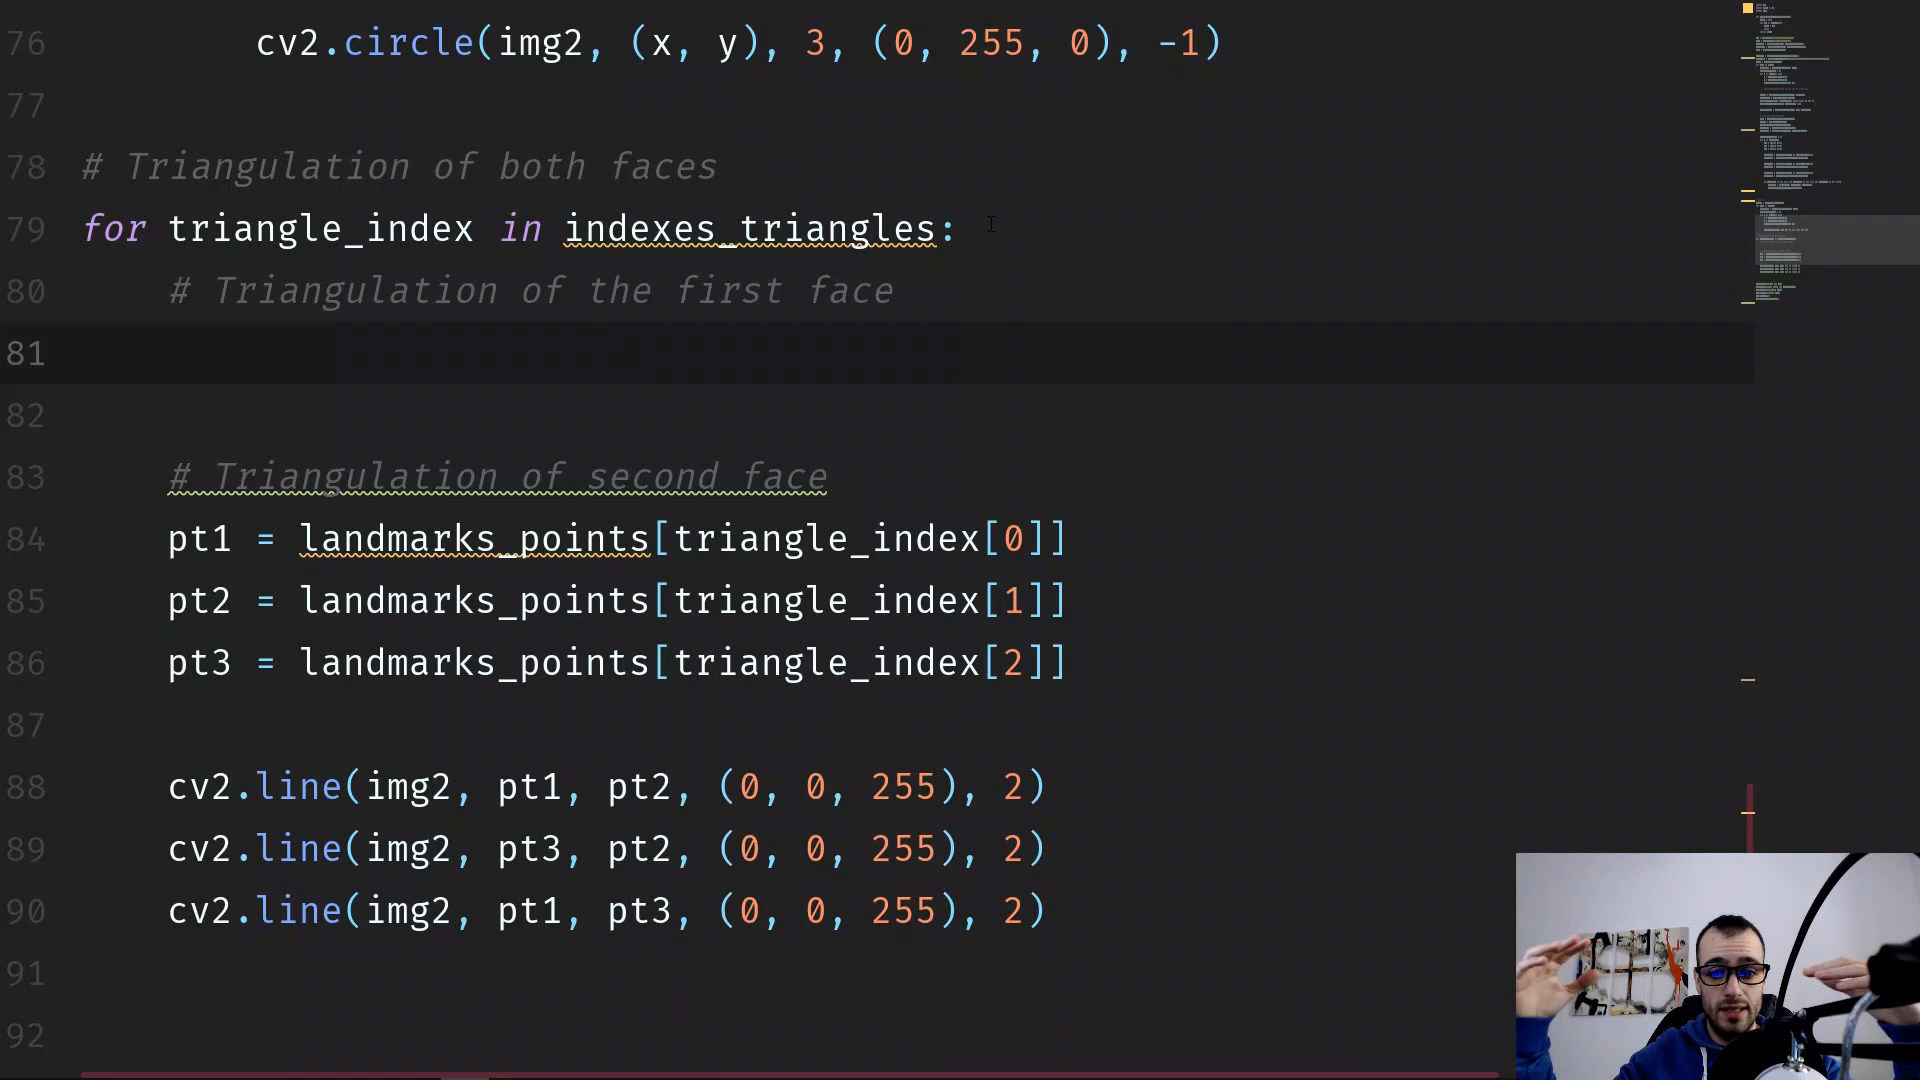 76 cv2.circle(img2, (x, y), 3, (0, 255, 0), -1)
77
78 # Triangulation of both faces
79 for triangle_index in indexes_triangles:
80 # Triangulation of the first face
81
82
83 # Triangulation of second face
84 pt1 = landmarks_points[triangle_index[0]]
85 pt2 = landmarks_points[triangle_index[1]]
86 pt3 = landmarks_points[triangle_index[2]]
87
88 cv2.line(img2, pt1, pt2, (0, 0, 255), 2)
89 cv2.line(img2, pt3, pt2, (0, 0, 255), 2)
90 cv2.line(img2, pt1, pt3, (0, 0, 255), 2)
91
92